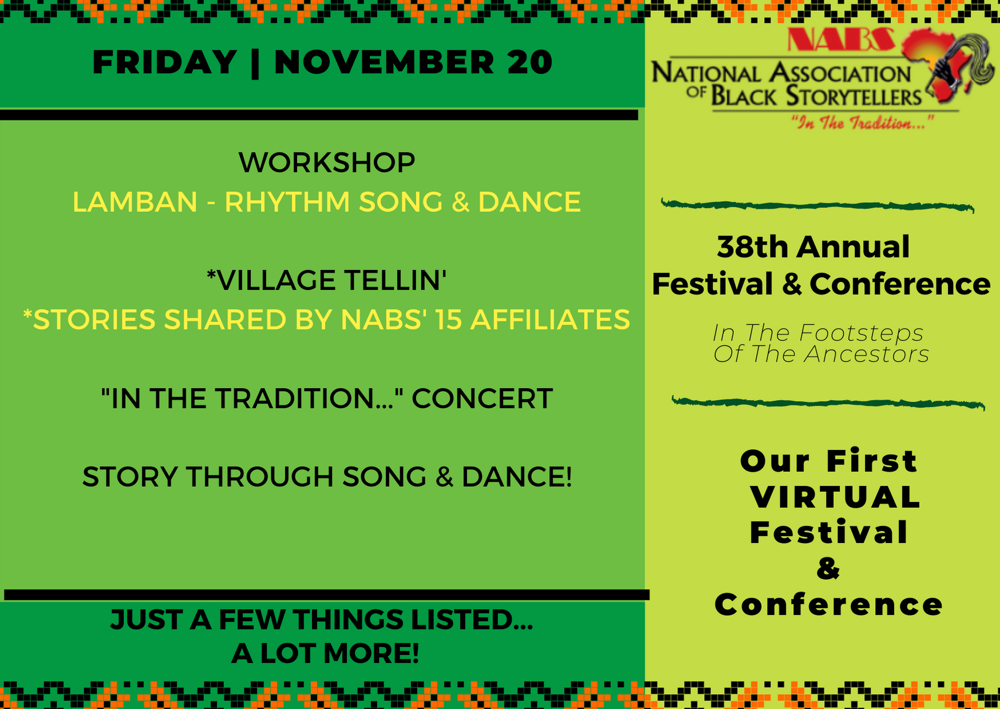 FRIDAY | NOVEMBER 20
WORKSHOP
LAMBAN - RHYTHM SONG & DANCE
*VILLAGE TELLIN'
*STORIES SHARED BY NABS' 15 AFFILIATES
"IN THE TRADITION..." CONCERT
STORY THROUGH SONG & DANCE!
JUST A FEW THINGS LISTED...
A LOT MORE!
NABS
NATIONAL ASSOCIATION
OF BLACK STORYTELLERS
"In The Tradition..."
38th Annual
Festival & Conference
In The Footsteps
Of The Ancestors
Our First
VIRTUAL
Festival
&
Conference